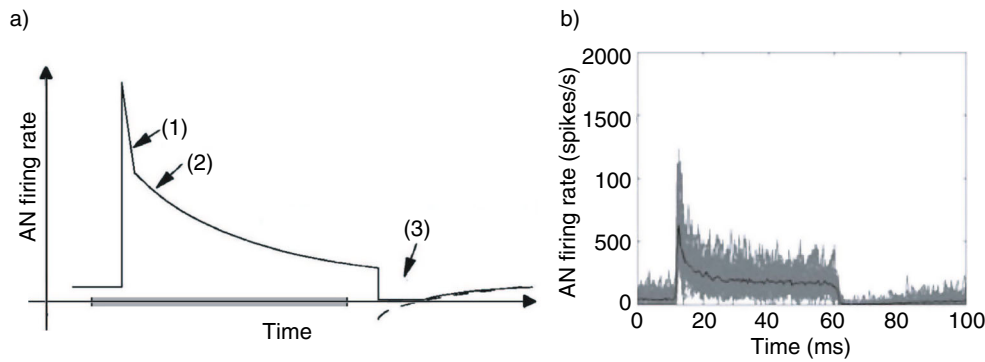 a)
AN firing rate
(1)
(2)
(3)
Time
b)
AN firing rate (spikes/s)
2000
1500
100
500
0
0 20 40 60 80 100
Time (ms)